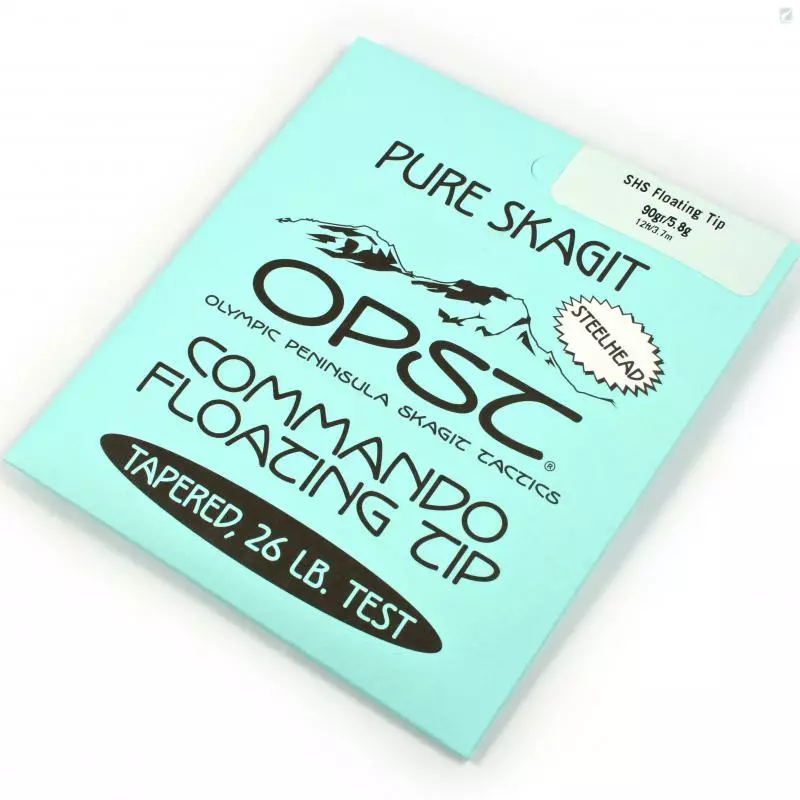 SHS Floating Tip
90gr/5.8g
12ft/3.7m
PURE SKAGIT
OPST®
OLYMPIC PENINSULA SKAGIT TACTICS
STEELHEAD
COMMANDO
FLOATING TIP
TAPERED, 26 LB. TEST